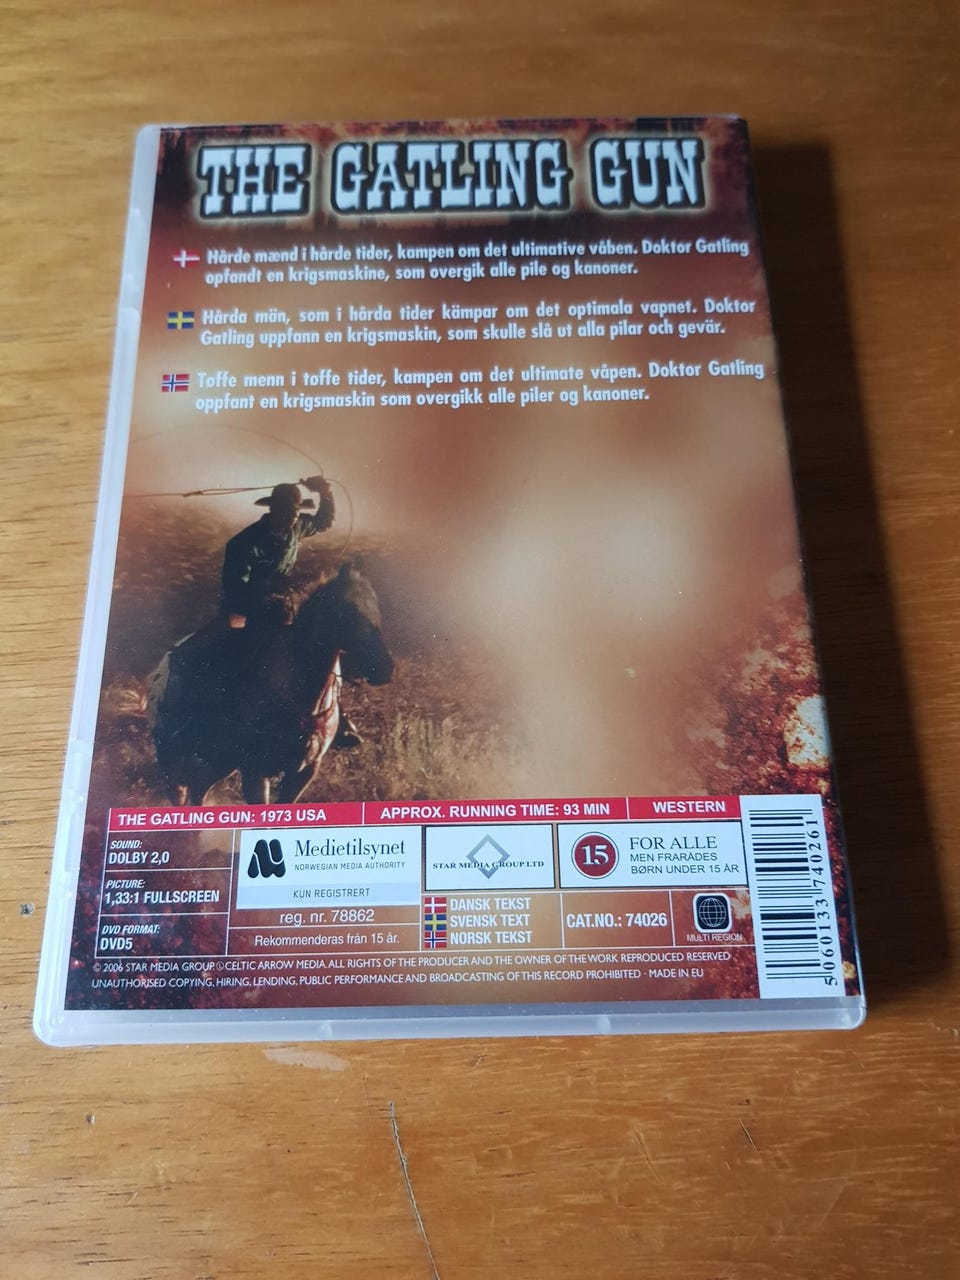 THE GATLING GUN
Hårde mænd i hårde tider, kampen om det ultimative våben. Doktor Gatling
opfandt en krigsmaskine, som overgik alle pile og kanoner.
Hårda män, som i hårda tider kämpar om det optimala vapnet. Doktor
Gatling uppfann en krigsmaskin, som skulle slå ut alla pilar och gevär.
Tøffe menn i tøffe tider, kampen om det ultimate våpen. Doktor Gatling
oppfant en krigsmaskin som overgikk alle piler og kanoner.
THE GATLING GUN: 1973 USA
APPROX. RUNNING TIME: 93 MIN
WESTERN
SOUND:
DOLBY 2,0
PICTURE:
1,33:1 FULLSCREEN
DVD FORMAT:
DVD5
Medietilsynet
NORWEGIAN MEDIA AUTHORITY
KUN REGISTRERT
reg. nr. 78862
Rekommenderas från 15 år.
STAR MEDIA GROUP LTD
15
FOR ALLE
MEN FRARÅDES
BØRN UNDER 15 ÅR
DANSK TEKST
SVENSK TEXT
NORSK TEKST
CAT.NO.: 74026
MULTI REGION
© 2006 STAR MEDIA GROUP. © CELTIC ARROW MEDIA. ALL RIGHTS OF THE PRODUCER AND THE OWNER OF THE WORK REPRODUCED RESERVED
UNAUTHORISED COPYING, HIRING, LENDING, PUBLIC PERFORMANCE AND BROADCASTING OF THIS RECORD PROHIBITED · MADE IN EU
5060133740261